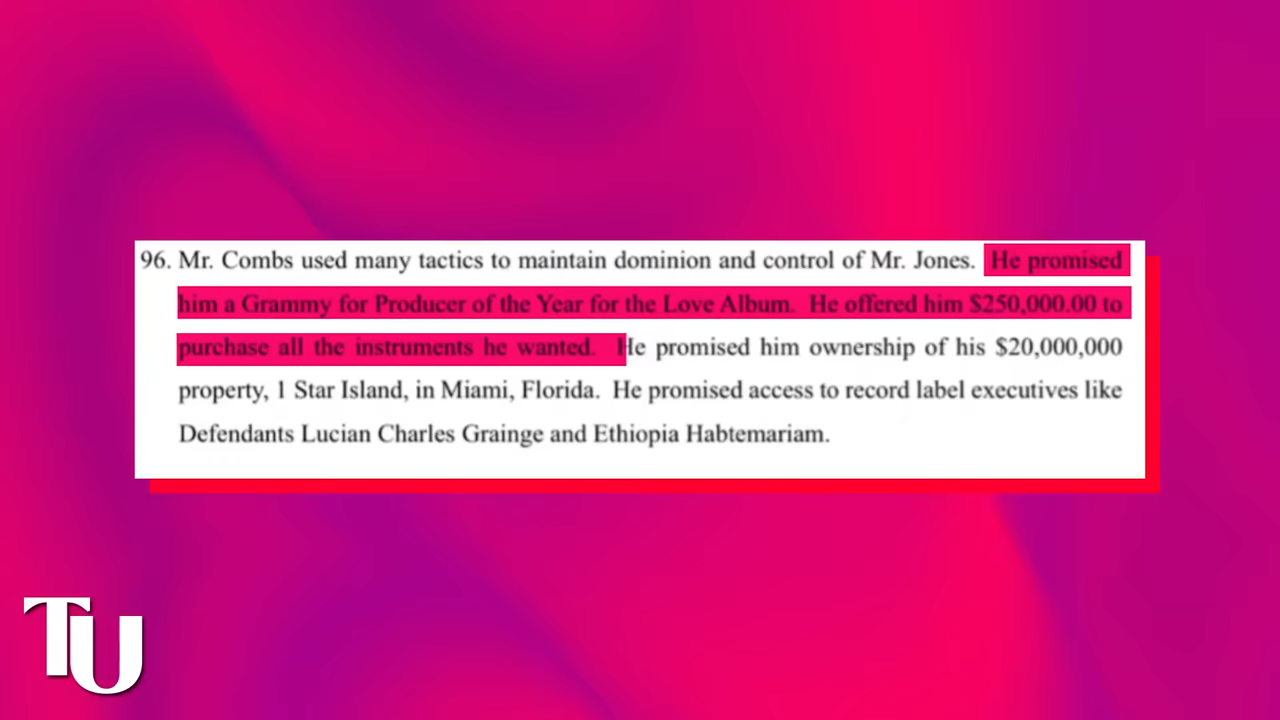 96. Mr. Combs used many tactics to maintain dominion and control of Mr. Jones. He promised
him a Grammy for Producer of the Year for the Love Album. He offered him $250,000.00 to
purchase all the instruments he wanted. He promised him ownership of his $20,000,000
property, 1 Star Island, in Miami, Florida. He promised access to record label executives like
Defendants Lucian Charles Grainge and Ethiopia Habtemariam.
TU